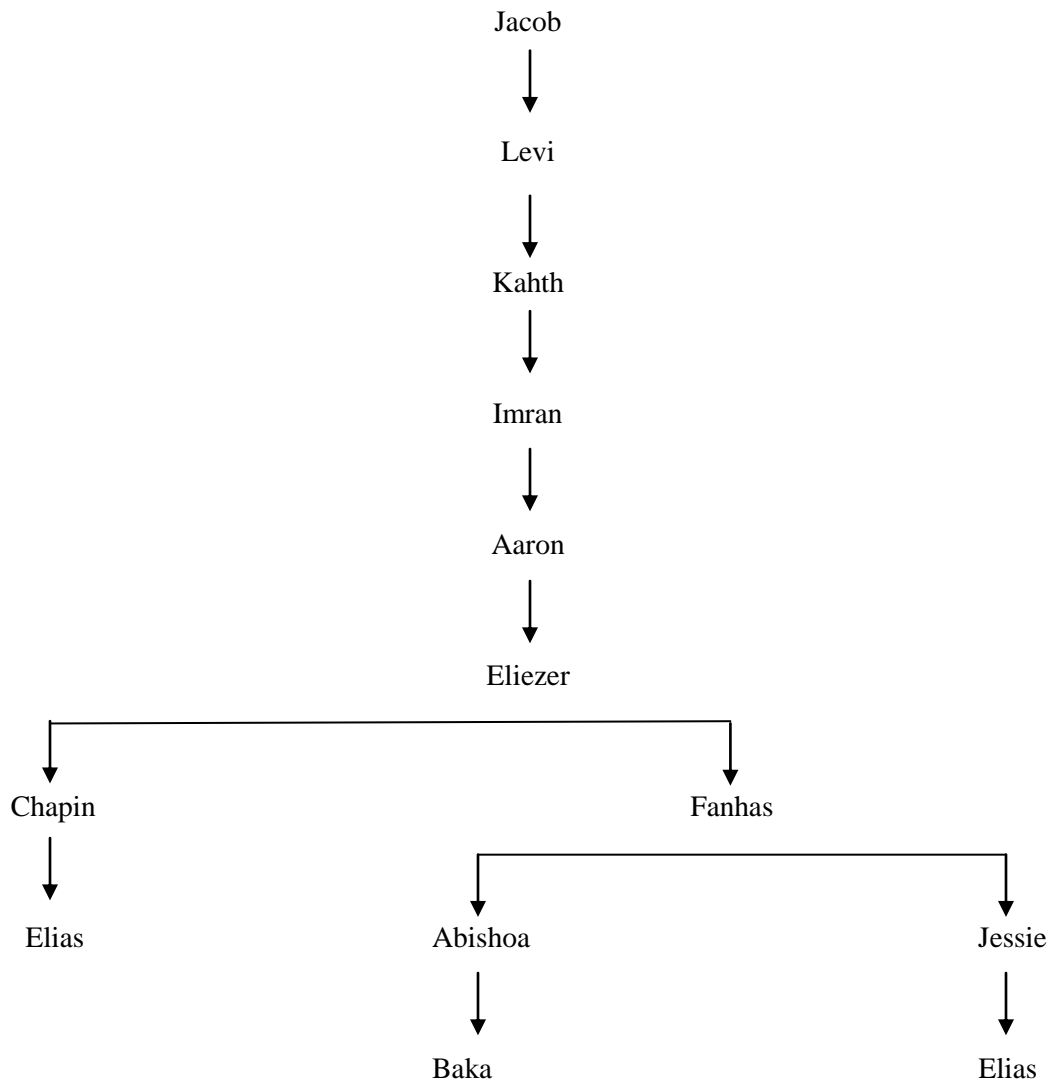 Jacob
Levi
Kahth
Imran
Aaron
Eliezer
Chapin Fanhas
Elias Abishoa Jessie
Baka Elias